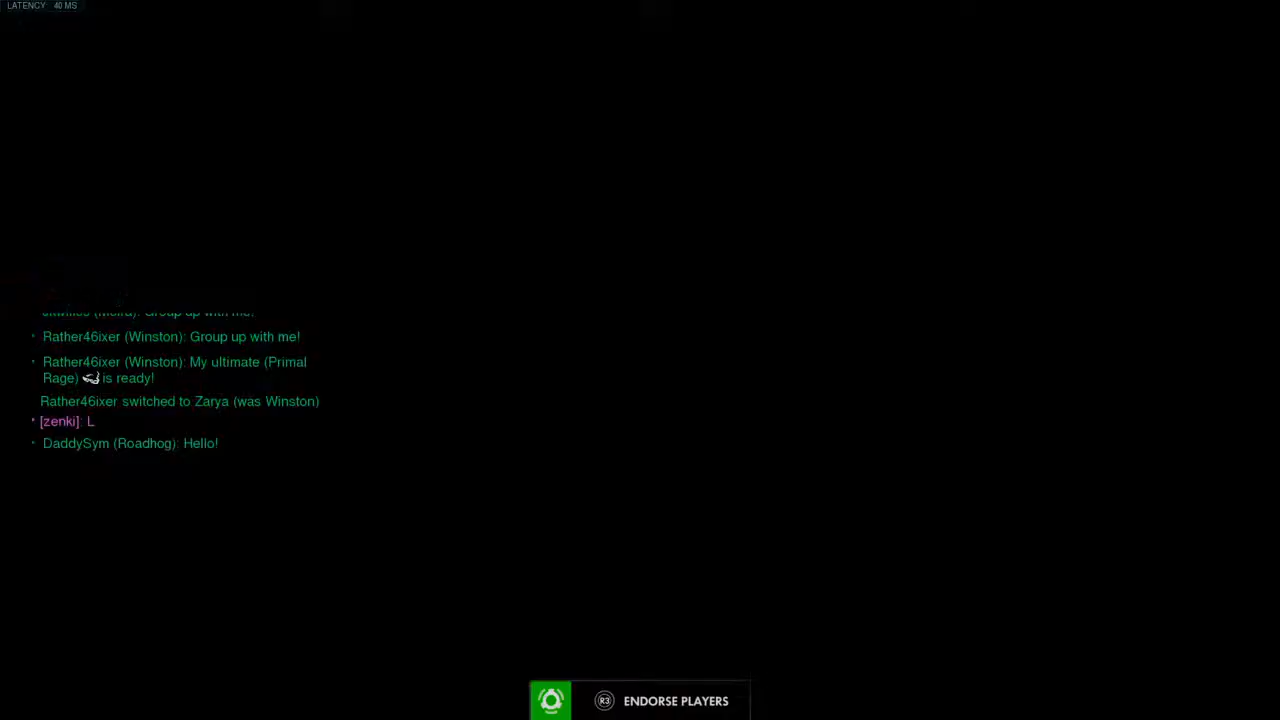 LATENCY 40 MS
(Moira): Group up with me!
Rather46ixer (Winston): Group up with me!
Rather46ixer (Winston): My ultimate (Primal
Rage) is ready!
Rather46ixer switched to Zarya (was Winston)
[zenki]: L
DaddySym (Roadhog): Hello!
R3 ENDORSE PLAYERS